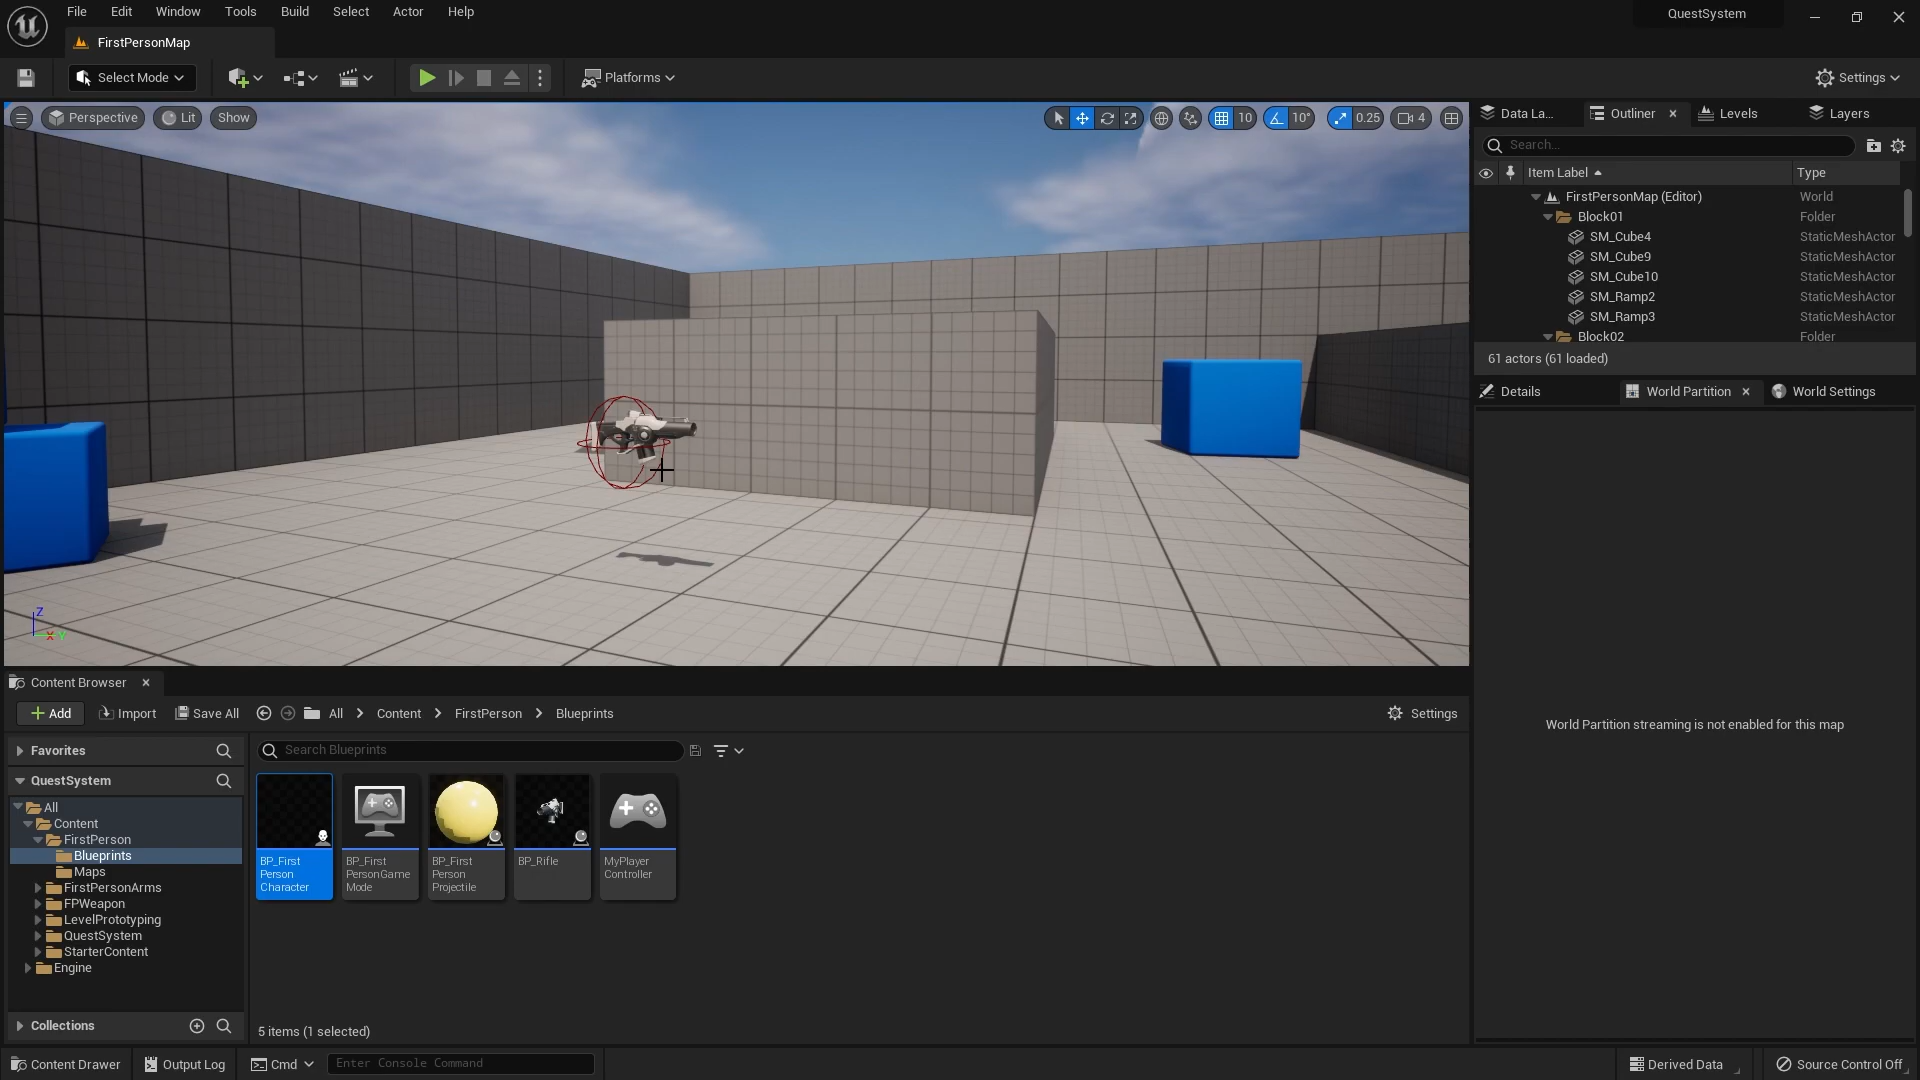 File Edit Window Tools Build Select Actor Help
QuestSystem
FirstPersonMap
Select Mode
Platforms
Settings
Perspective
Lit
Show
10
10°
0.25
4
Data La...
Outliner
Levels
Layers
Search...
Item Label
Type
FirstPersonMap (Editor) World
Block01 Folder
SM_Cube4 StaticMeshActor
SM_Cube9 StaticMeshActor
SM_Cube10 StaticMeshActor
SM_Ramp2 StaticMeshActor
SM_Ramp3 StaticMeshActor
Block02 Folder
61 actors (61 loaded)
Details
World Partition
World Settings
World Partition streaming is not enabled for this map
Z
X Y
Content Browser
Add
Import
Save All
All > Content > FirstPerson > Blueprints
Settings
Favorites
QuestSystem
All
Content
FirstPerson
Blueprints
Maps
FirstPersonArms
FPWeapon
LevelPrototyping
QuestSystem
StarterContent
Engine
Collections
Search Blueprints
BP_First
Person
Character
BP_First
PersonGame
Mode
BP_First
Person
Projectile
BP_Rifle
MyPlayer
Controller
5 items (1 selected)
Content Drawer
Output Log
Cmd
Enter Console Command
Derived Data
Source Control Off